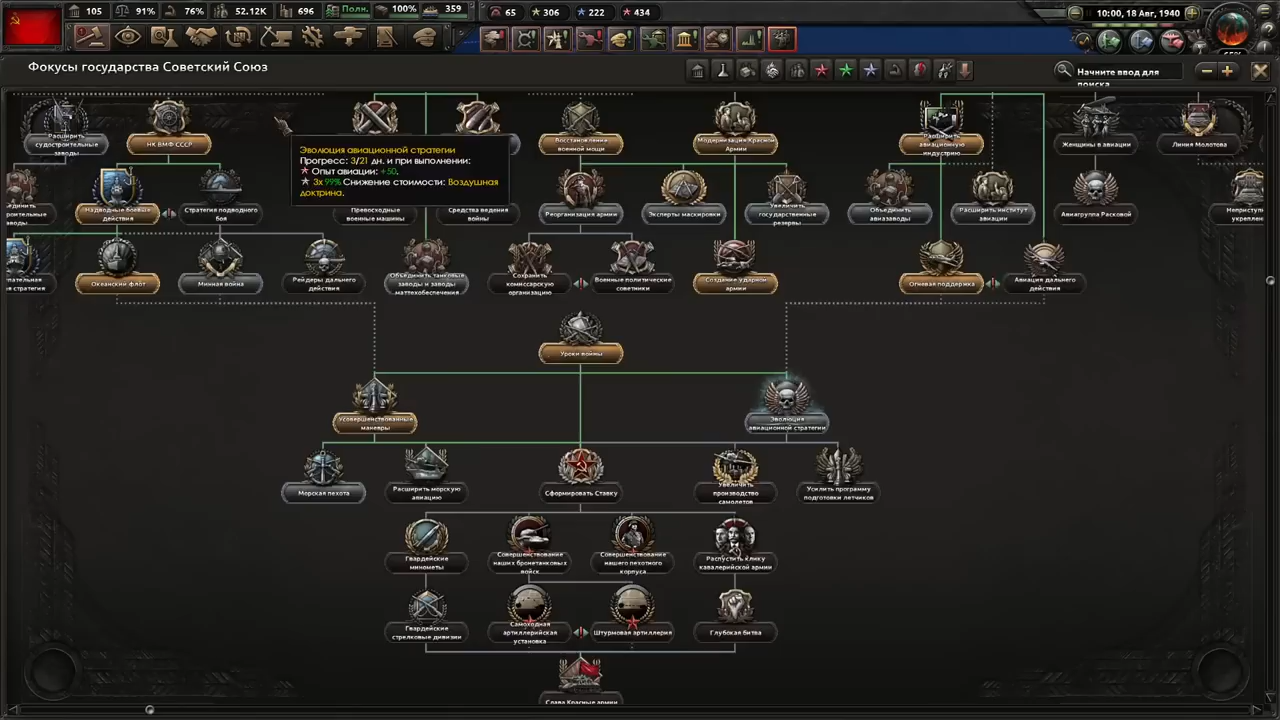 105 91% 76% 52.12K 696 Полн. 100% 359 65 306 222 434 10:00, 18 Авг, 1940
Фокусы государства Советский Союз
Начните ввод для
поиска
Расширить
судостроительные
заводы
НК ВМФ СССР
Восстановление
военной мощи
Модернизация Красной
Армии
Расширить
авиационную
индустрию
Женщины в авиации
Линия Молотова
Эволюция авиационной стратегии
Прогресс: 3/21 дн. и при выполнении:
Опыт авиации: +50.
3x 99% Снижение стоимости: Воздушная
доктрина.
Надводные боевые
действия
Стратегия подводного
боя
Превосходные
военные машины
Средства ведения
войны
Реорганизация армии
Эксперты маскировки
Увеличить
государственные
резервы
Объединить
авиазаводы
Расширить институт
авиации
Авиагруппа Расковой
Океанский флот
Минная война
Рейдеры дальнего
действия
Объединить танковые
заводы и заводы
маттехобеспечения
Сохранить
комиссарскую
организацию
Военные политические
советники
Создание ударной
армии
Огневая поддержка
Авиация дальнего
действия
Уроки войны
Усовершенствованные
маневры
Эволюция
авиационной стратегии
Морская пехота
Расширить морскую
авиацию
Сформировать Ставку
Увеличить
производство
самолетов
Усилить программу
подготовки летчиков
Гвардейские
минометы
Совершенствование
наших бронетанковых
войск
Совершенствование
нашего пехотного
корпуса
Распустить клику
кавалерийской армии
Гвардейские
стрелковые дивизии
Самоходная
артиллерийская
установка
Штурмовая артиллерия
Глубокая битва
Слава Красные армии